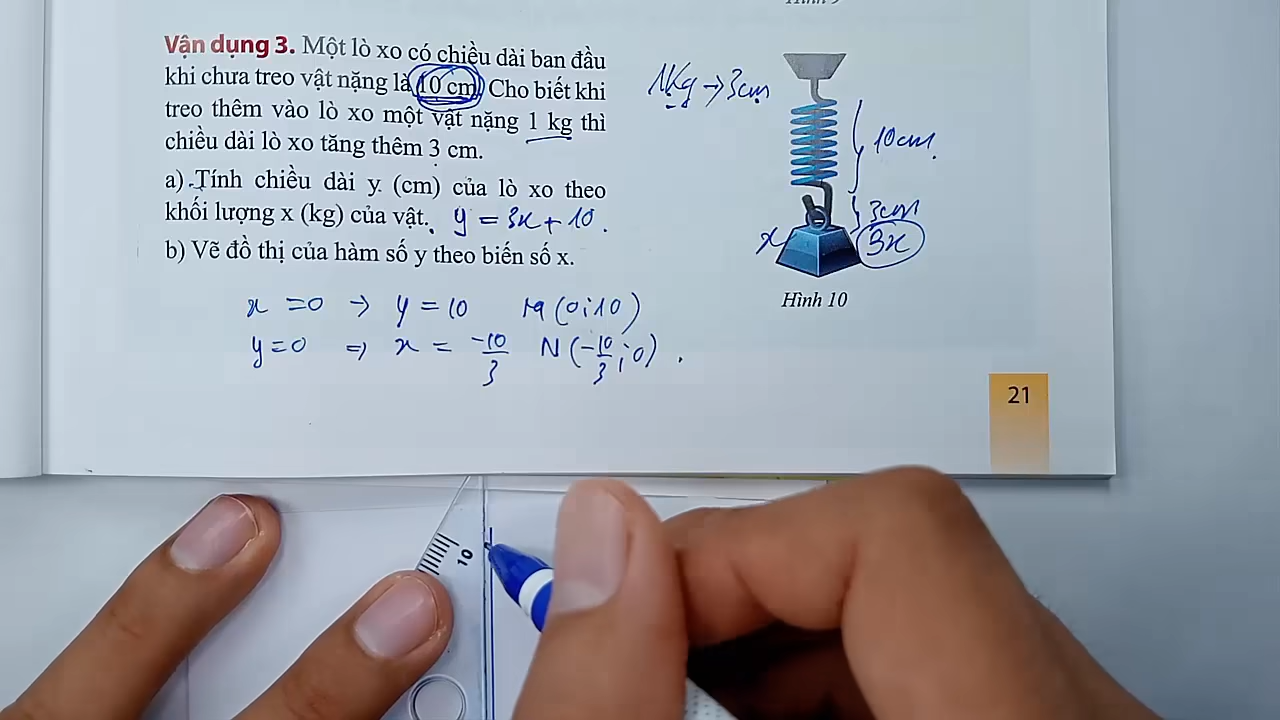 Vận dụng 3. Một lò xo có chiều dài ban đầu
khi chưa treo vật nặng là 10 cm. Cho biết khi
treo thêm vào lò xo một vật nặng 1 kg thì
chiều dài lò xo tăng thêm 3 cm.
a) Tính chiều dài y (cm) của lò xo theo
khối lượng x (kg) của vật. y = 3x + 10.
b) Vẽ đồ thị của hàm số y theo biến số x.
x = 0 → y = 10 M (0; 10)
y = 0 ⇒ x = -10/3 N (-10/3; 0).
1Kg → 3cm
10cm.
3cm
x
3x
Hình 10
21
10